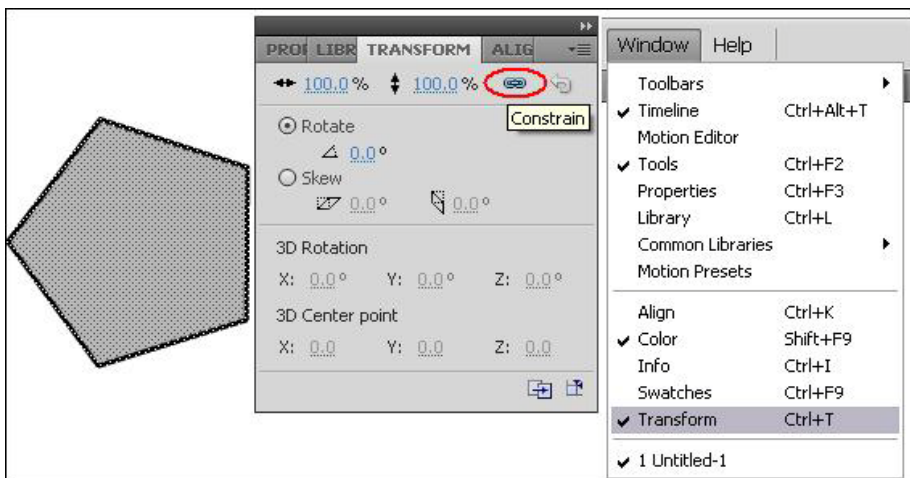 PROI LIBR TRANSFORM ALIG
100.0 % 100.0 %
Constrain
Rotate
0.0 °
Skew
0.0 ° 0.0 °
3D Rotation
X: 0.0 ° Y: 0.0 ° Z: 0.0 °
3D Center point
X: 0.0 Y: 0.0 Z: 0.0
Window Help
Toolbars
Timeline Ctrl+Alt+T
Motion Editor
Tools Ctrl+F2
Properties Ctrl+F3
Library Ctrl+L
Common Libraries
Motion Presets
Align Ctrl+K
Color Shift+F9
Info Ctrl+I
Swatches Ctrl+F9
Transform Ctrl+T
1 Untitled-1